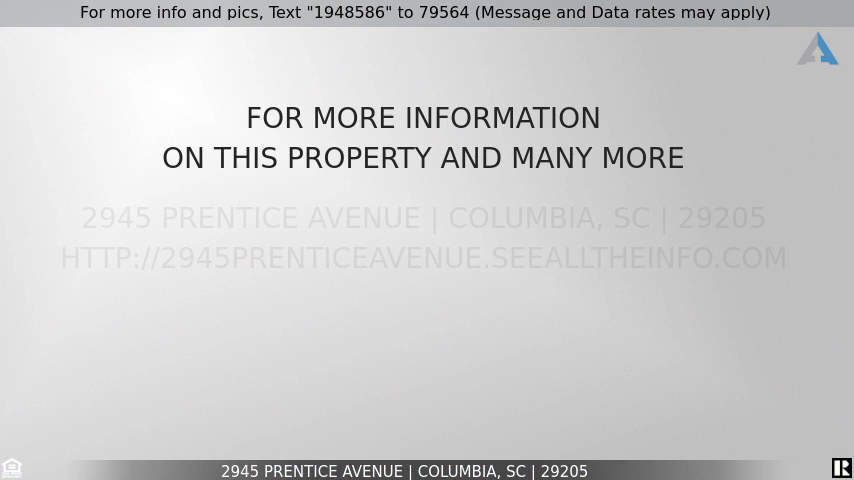 For more info and pics, Text "1948586" to 79564 (Message and Data rates may apply)
FOR MORE INFORMATION
ON THIS PROPERTY AND MANY MORE
2945 PRENTICE AVENUE | COLUMBIA, SC | 29205
HTTP://2945PRENTICEAVENUE.SEEALLTHEINFO.COM
2945 PRENTICE AVENUE | COLUMBIA, SC | 29205